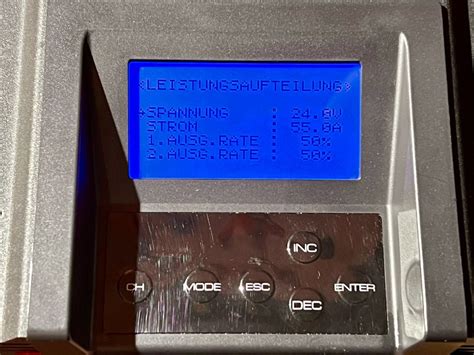 <LEISTUNGSAUFTEILUNG>
→SPANNUNG : 24.0V
STROM : 55.0A
1.AUSG.RATE : 50%
2.AUSG.RATE : 50%
INC
CH MODE ESC ENTER
DEC